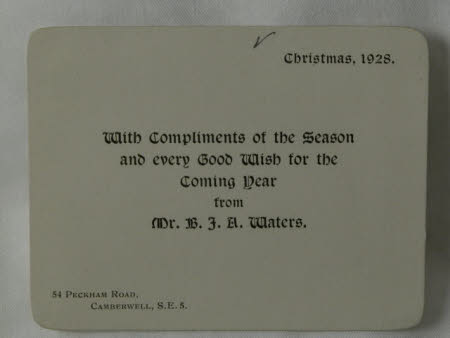 Christmas, 1928.
With Compliments of the Season
and every Good Wish for the
Coming Year
from
Mr. B. J. A. Waters.
54 Peckham Road,
Camberwell, S.E. 5.